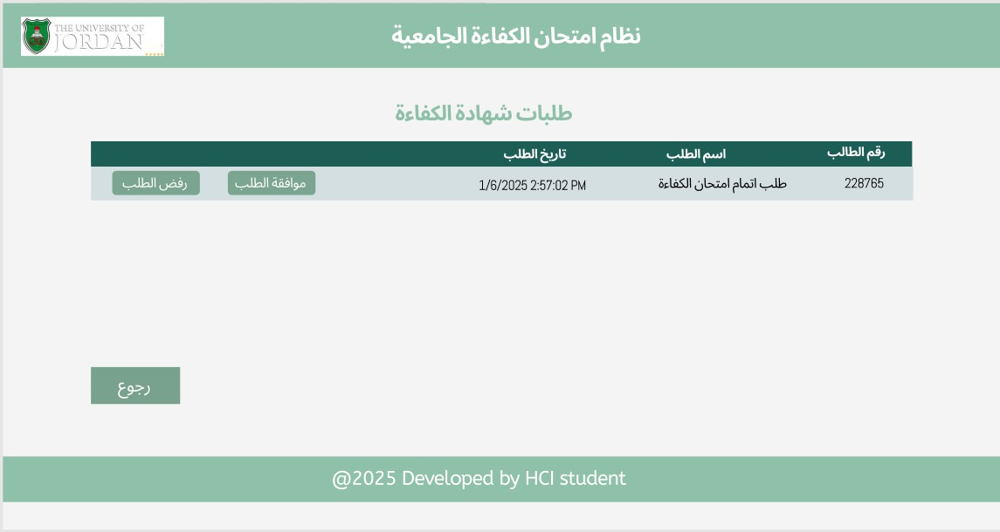 THE UNIVERSITY OF
JORDAN
نظام امتحان الكفاءة الجامعية
طلبات شهادة الكفاءة
رقم الطالب اسم الطلب تاريخ الطلب
228765 طلب اتمام امتحان الكفاءة 1/6/2025 2:57:02 PM موافقة الطلب رفض الطلب
رجوع
@2025 Developed by HCI student